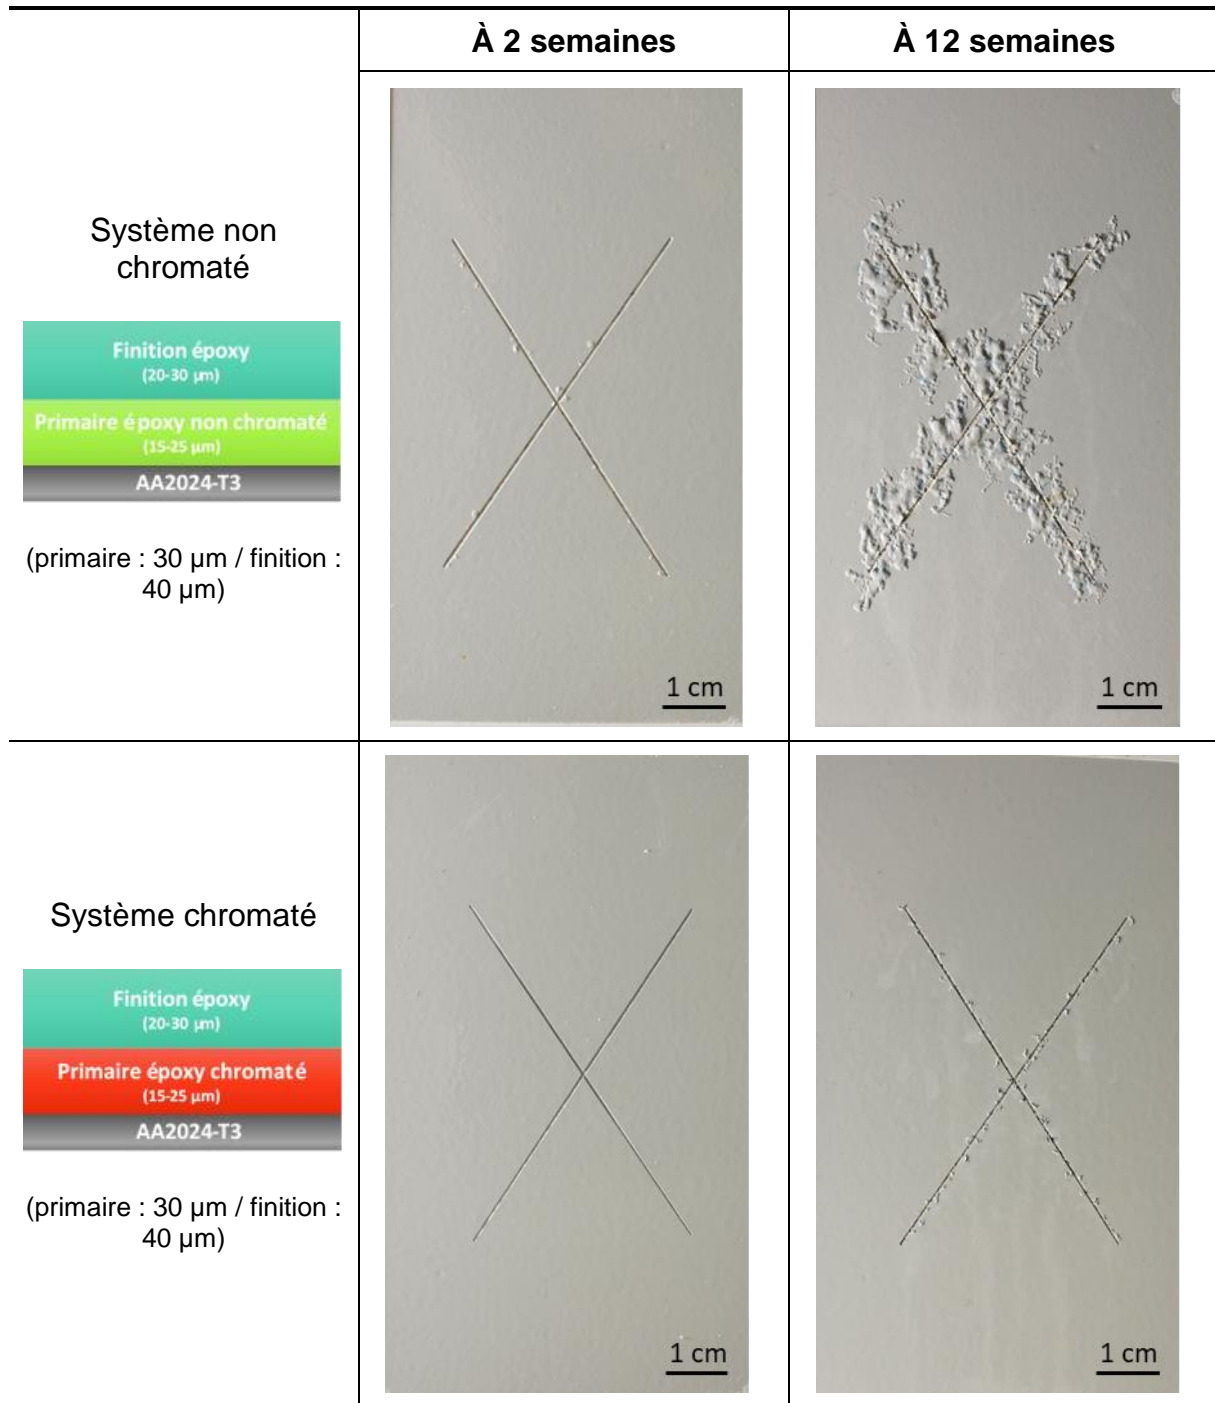 À 2 semaines
À 12 semaines
Système non
chromaté
Finition époxy
(20-30 µm)
Primaire époxy non chromaté
(15-25 µm)
AA2024-T3
(primaire : 30 µm / finition :
40 µm)
1 cm
1 cm
Système chromaté
Finition époxy
(20-30 µm)
Primaire époxy chromaté
(15-25 µm)
AA2024-T3
(primaire : 30 µm / finition :
40 µm)
1 cm
1 cm